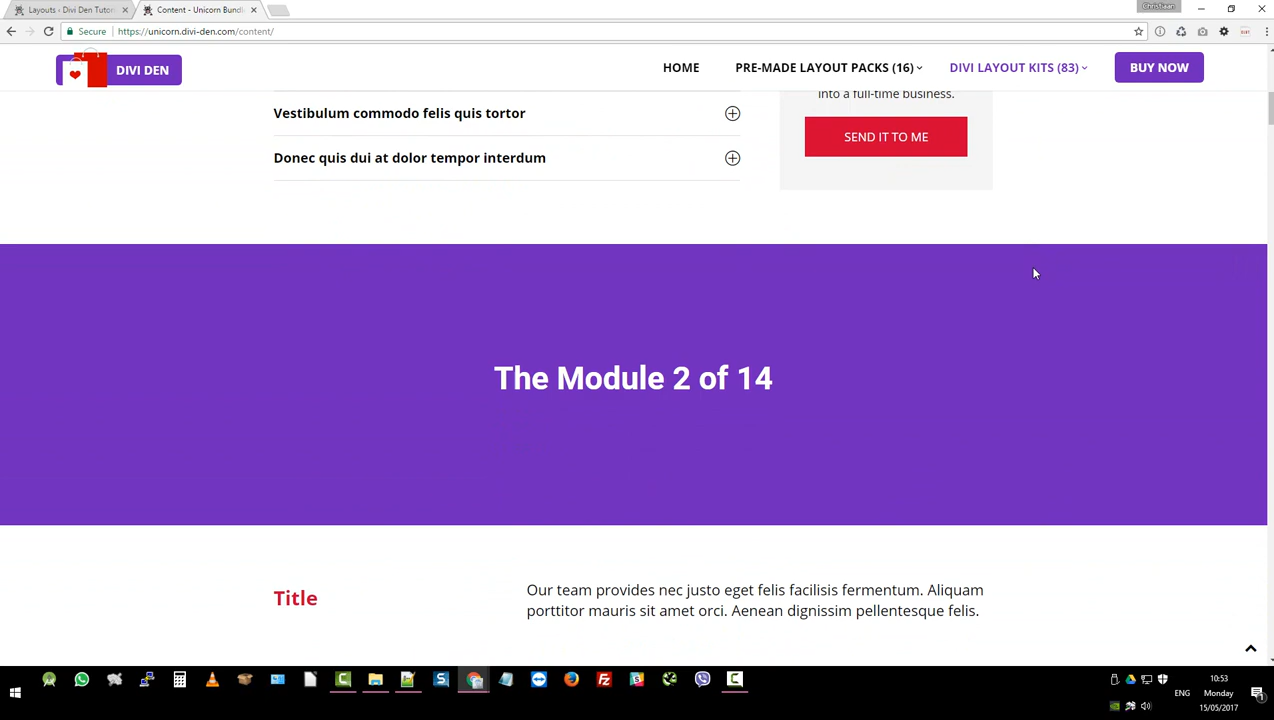 Layouts ‹ Divi Den Tutor
Content - Unicorn Bundl
Christiaan
Secure
https://unicorn.divi-den.com/content/
DIVI DEN
HOME
PRE-MADE LAYOUT PACKS (16)
DIVI LAYOUT KITS (83)
BUY NOW
into a full-time business.
Vestibulum commodo felis quis tortor
SEND IT TO ME
Donec quis dui at dolor tempor interdum
The Module 2 of 14
Title
Our team provides nec justo eget felis facilisis fermentum. Aliquam
porttitor mauris sit amet orci. Aenean dignissim pellentesque felis.
10:53
ENG
Monday
15/05/2017